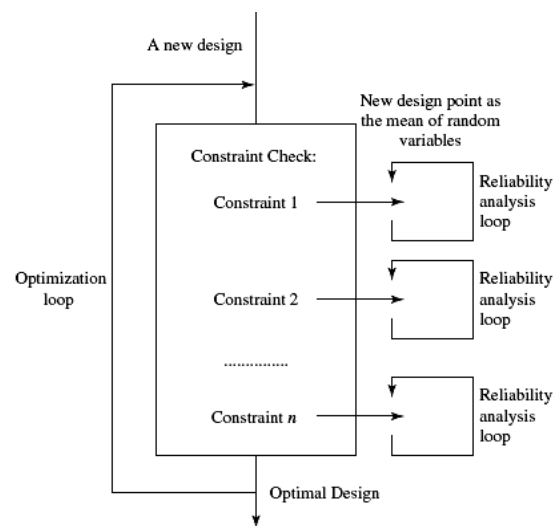 A new design
New design point as
the mean of random
variables
Constraint Check:
Constraint 1
Reliability
analysis
loop
Optimization
loop
Constraint 2
Reliability
analysis
loop
................
Constraint n
Reliability
analysis
loop
Optimal Design